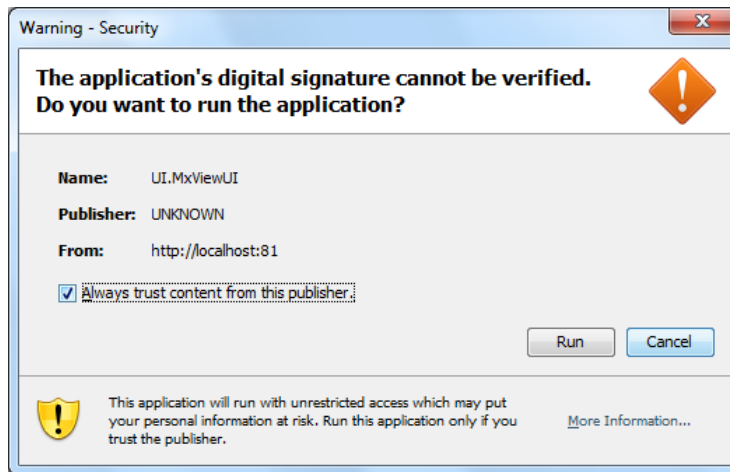 Warning - Security
The application's digital signature cannot be verified.
Do you want to run the application?
Name: UI.MxViewUI
Publisher: UNKNOWN
From: http://localhost:81
Always trust content from this publisher.
Run Cancel
This application will run with unrestricted access which may put
your personal information at risk. Run this application only if you
trust the publisher.
More Information...